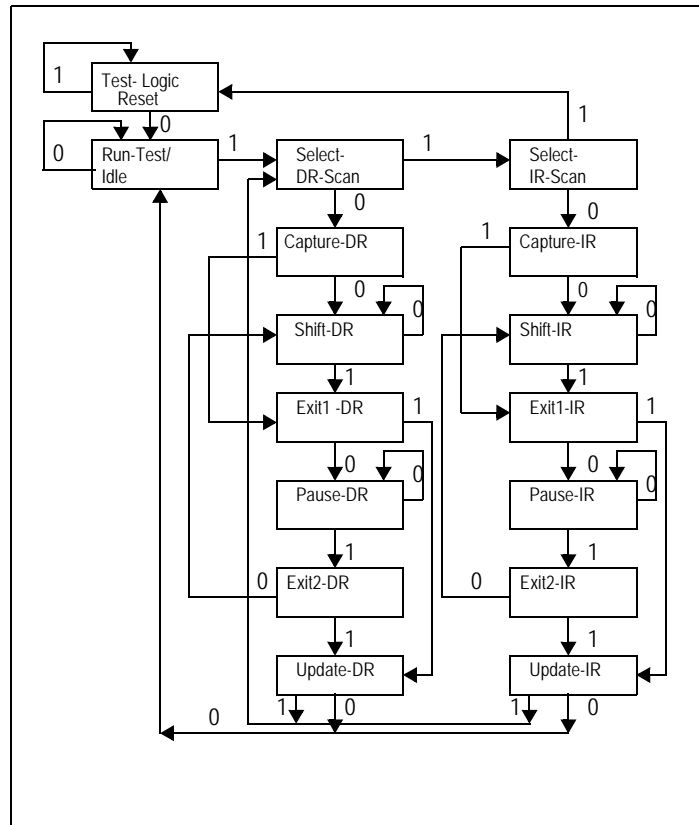 1
Test- Logic
Reset
1
0
0
Run-Test/
Idle
1
Select-
DR-Scan
1
Select-
IR-Scan
0
0
1
Capture-DR
1
Capture-IR
0
0
0
0
Shift-DR
Shift-IR
1
1
Exit1 -DR
1
Exit1-IR
1
0
0
0
0
Pause-DR
Pause-IR
1
1
0
Exit2-DR
0
Exit2-IR
1
1
Update-DR
Update-IR
1
0
1
0
0